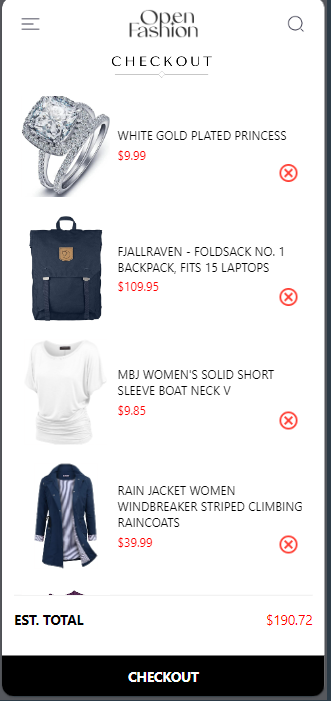 Open
Fashion
CHECKOUT
WHITE GOLD PLATED PRINCESS
$9.99
FJALLRAVEN - FOLDSACK NO. 1
BACKPACK, FITS 15 LAPTOPS
$109.95
MBJ WOMEN'S SOLID SHORT
SLEEVE BOAT NECK V
$9.85
RAIN JACKET WOMEN
WINDBREAKER STRIPED CLIMBING
RAINCOATS
$39.99
EST. TOTAL
$190.72
CHECKOUT